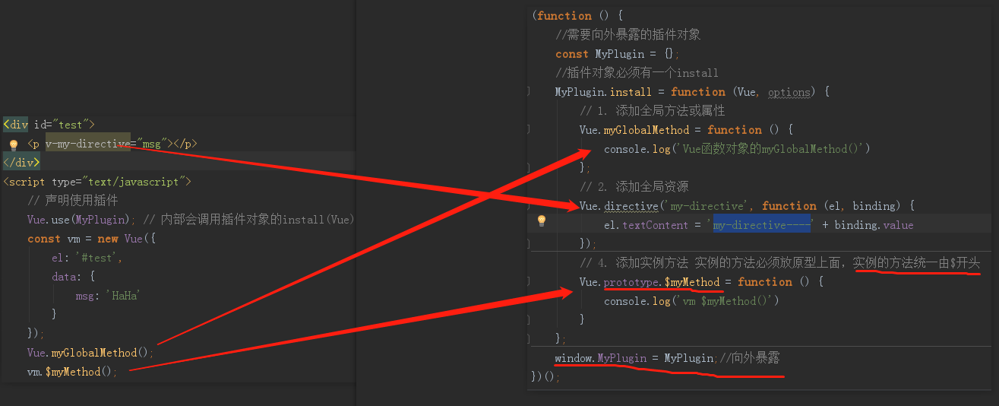 <div id="test">
<p v-my-directive="msg"></p>
</div>
<script type="text/javascript">
// 声明使用插件
Vue.use(MyPlugin); // 内部会调用插件对象的install(Vue)
const vm = new Vue({
el: '#test',
data: {
msg: 'HaHa'
}
});
Vue.myGlobalMethod();
vm.$myMethod();
(function () {
//需要向外暴露的插件对象
const MyPlugin = {};
//插件对象必须有一个install
MyPlugin.install = function (Vue, options) {
// 1. 添加全局方法或属性
Vue.myGlobalMethod = function () {
console.log('Vue函数对象的myGlobalMethod()')
};
// 2. 添加全局资源
Vue.directive('my-directive', function (el, binding) {
el.textContent = 'my-directive----' + binding.value
});
// 4. 添加实例方法 实例的方法必须放原型上面，实例的方法统一由$开头
Vue.prototype.$myMethod = function () {
console.log('vm $myMethod()')
}
};
window.MyPlugin = MyPlugin;//向外暴露
})();